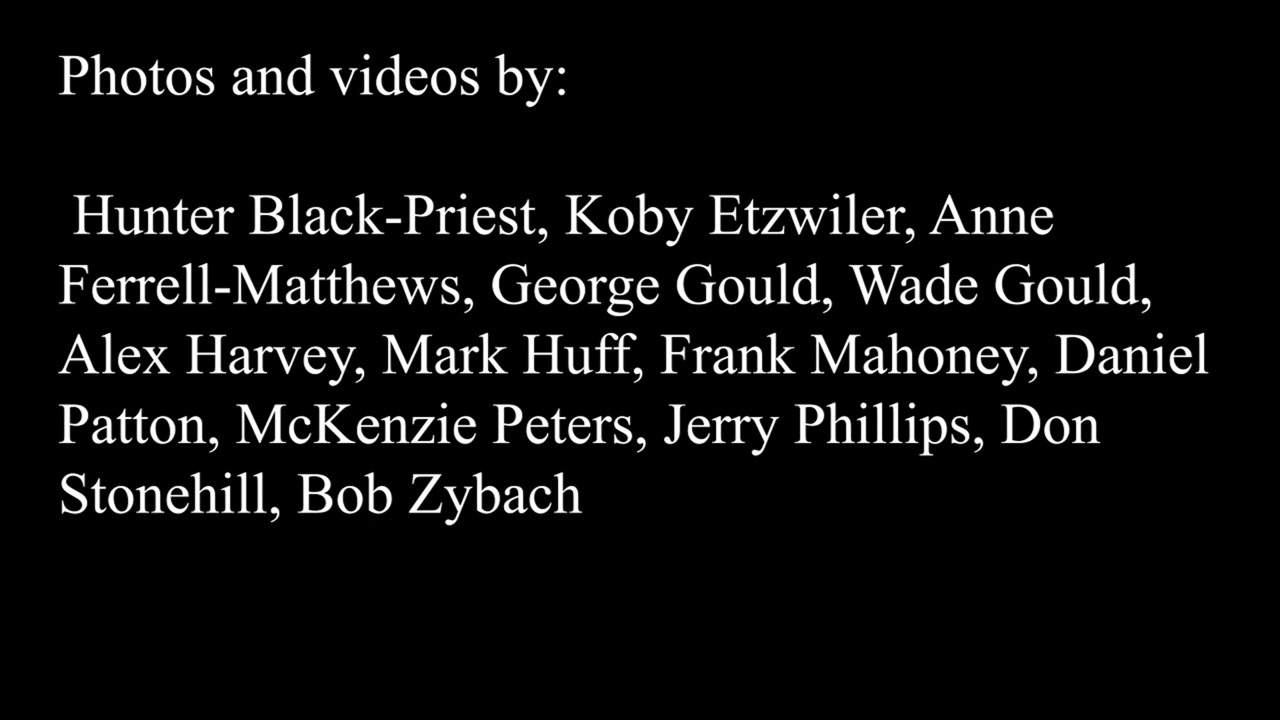 Photos and videos by:
Hunter Black-Priest, Koby Etzwiler, Anne
Ferrell-Matthews, George Gould, Wade Gould,
Alex Harvey, Mark Huff, Frank Mahoney, Daniel
Patton, McKenzie Peters, Jerry Phillips, Don
Stonehill, Bob Zybach